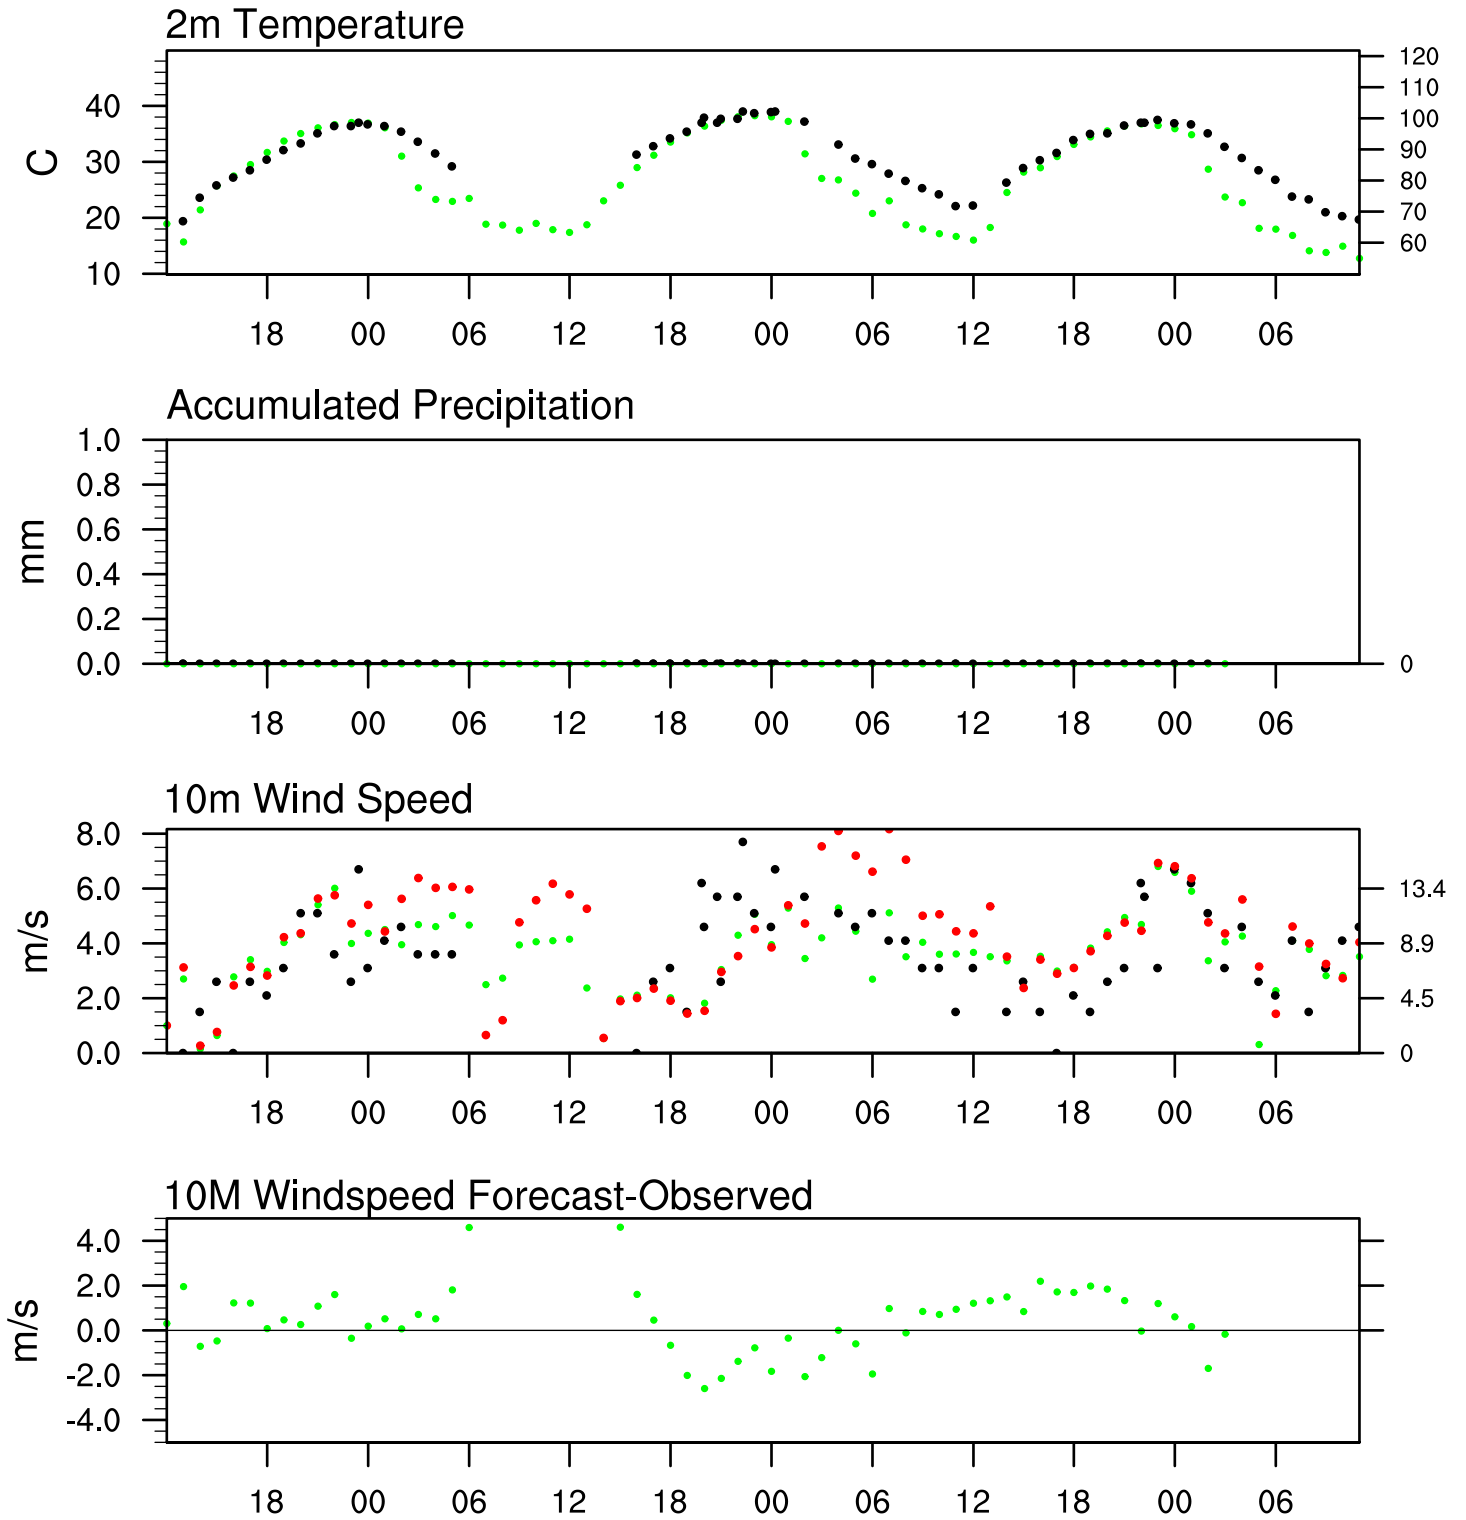 2m Temperature
120
110
40 100
C 30 90
80
20 70
60
10
18 00 06 12 18 00 06 12 18 00 06
Accumulated Precipitation
1.0
0.8
0.6
mm
0.4
0.2
0.0 0
18 00 06 12 18 00 06 12 18 00 06
10m Wind Speed
8.0
6.0 13.4
m/s 4.0 8.9
2.0 4.5
0.0 0
18 00 06 12 18 00 06 12 18 00 06
10M Windspeed Forecast-Observed
4.0
2.0
m/s 0.0
-2.0
-4.0
18 00 06 12 18 00 06 12 18 00 06